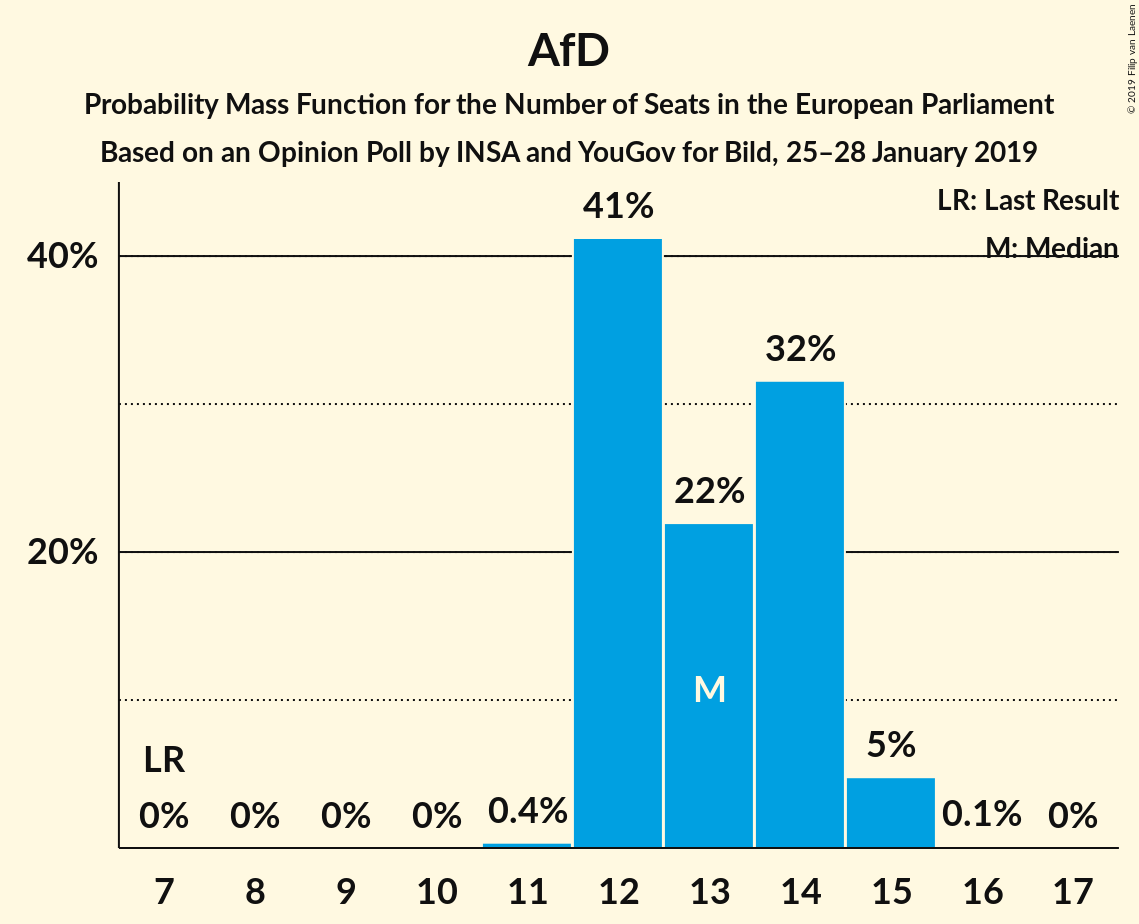 AfD
Probability Mass Function for the Number of Seats in the European Parliament
Based on an Opinion Poll by INSA and YouGov for Bild, 25–28 January 2019
© 2019 Filip van Laenen
LR: Last Result
M: Median
40%
20%
41%
32%
22%
M
5%
LR
0% 0% 0% 0% 0.4% 0.1% 0%
7 8 9 10 11 12 13 14 15 16 17